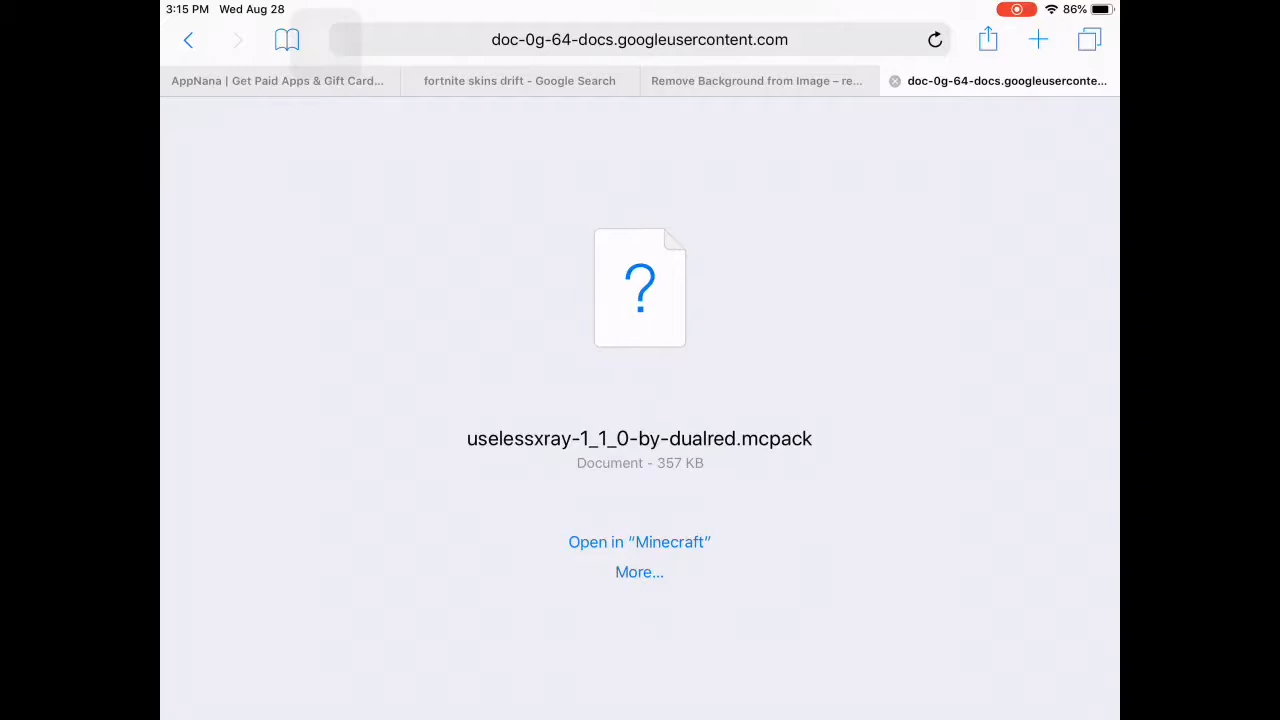 3:15 PM Wed Aug 28 86%
doc-0g-64-docs.googleusercontent.com
AppNana | Get Paid Apps & Gift Card... fortnite skins drift - Google Search Remove Background from Image – re... doc-0g-64-docs.googleuserconte...
?
uselessxray-1_1_0-by-dualred.mcpack
Document - 357 KB
Open in “Minecraft”
More...